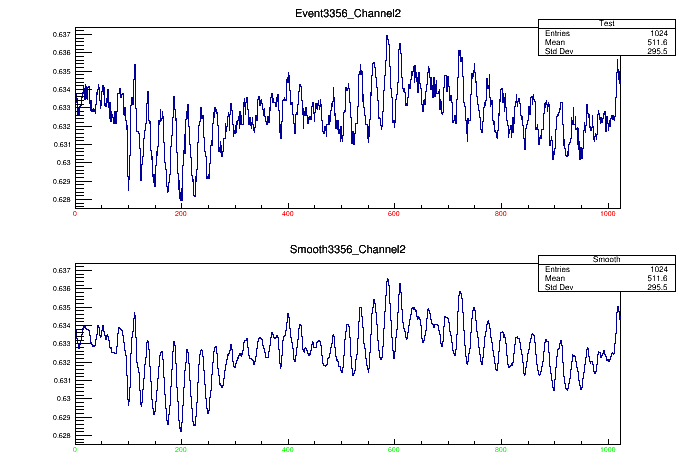 Event3356_Channel2
Test
Entries 1024
Mean 511.6
Std Dev 295.5
0.637
0.636
0.635
0.634
0.633
0.632
0.631
0.63
0.629
0.628
0 200 400 600 800 1000
Smooth3356_Channel2
Smooth
Entries 1024
Mean 511.6
Std Dev 295.5
0.637
0.636
0.635
0.634
0.633
0.632
0.631
0.63
0.629
0.628
0 200 400 600 800 1000